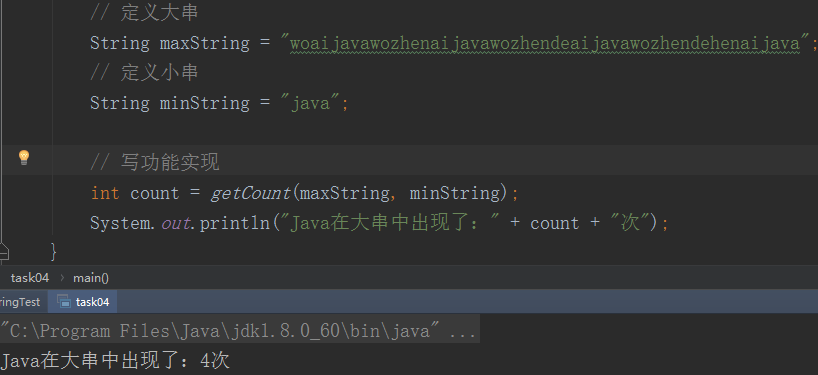 // 定义大串
String maxString = "woaijavawozhenaijavawozhendeaijavawozhendehenaijava";
// 定义小串
String minString = "java";
// 写功能实现
int count = getCount(maxString, minString);
System.out.println("Java在大串中出现了：" + count + "次");
}
task04 › main()
ringTest task04
"C:\Program Files\Java\jdk1.8.0_60\bin\java" ...
Java在大串中出现了：4次